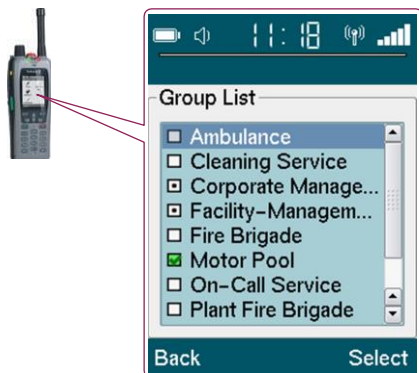 11:18
Group List
Ambulance
Cleaning Service
Corporate Manage...
Facility-Managem...
Fire Brigade
Motor Pool
On-Call Service
Plant Fire Brigade
Back Select